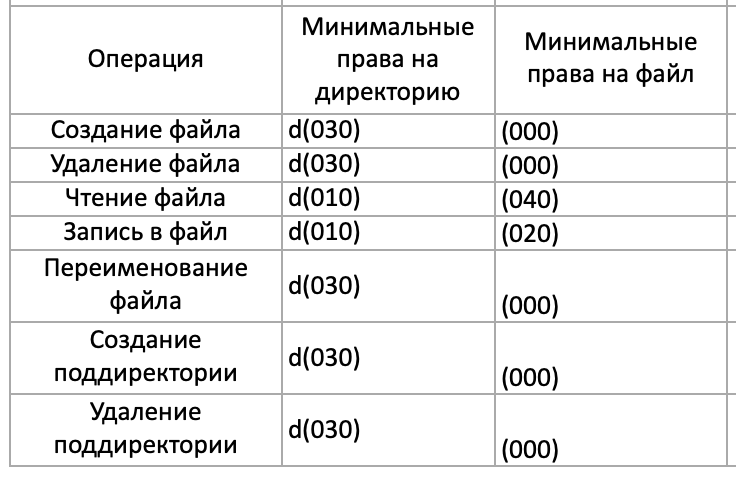 Операция
Минимальные
права на
директорию
Минимальные
права на файл
Создание файла d(030) (000)
Удаление файла d(030) (000)
Чтение файла d(010) (040)
Запись в файл d(010) (020)
Переименование
файла
d(030)
(000)
Создание
поддиректории
d(030)
(000)
Удаление
поддиректории
d(030)
(000)